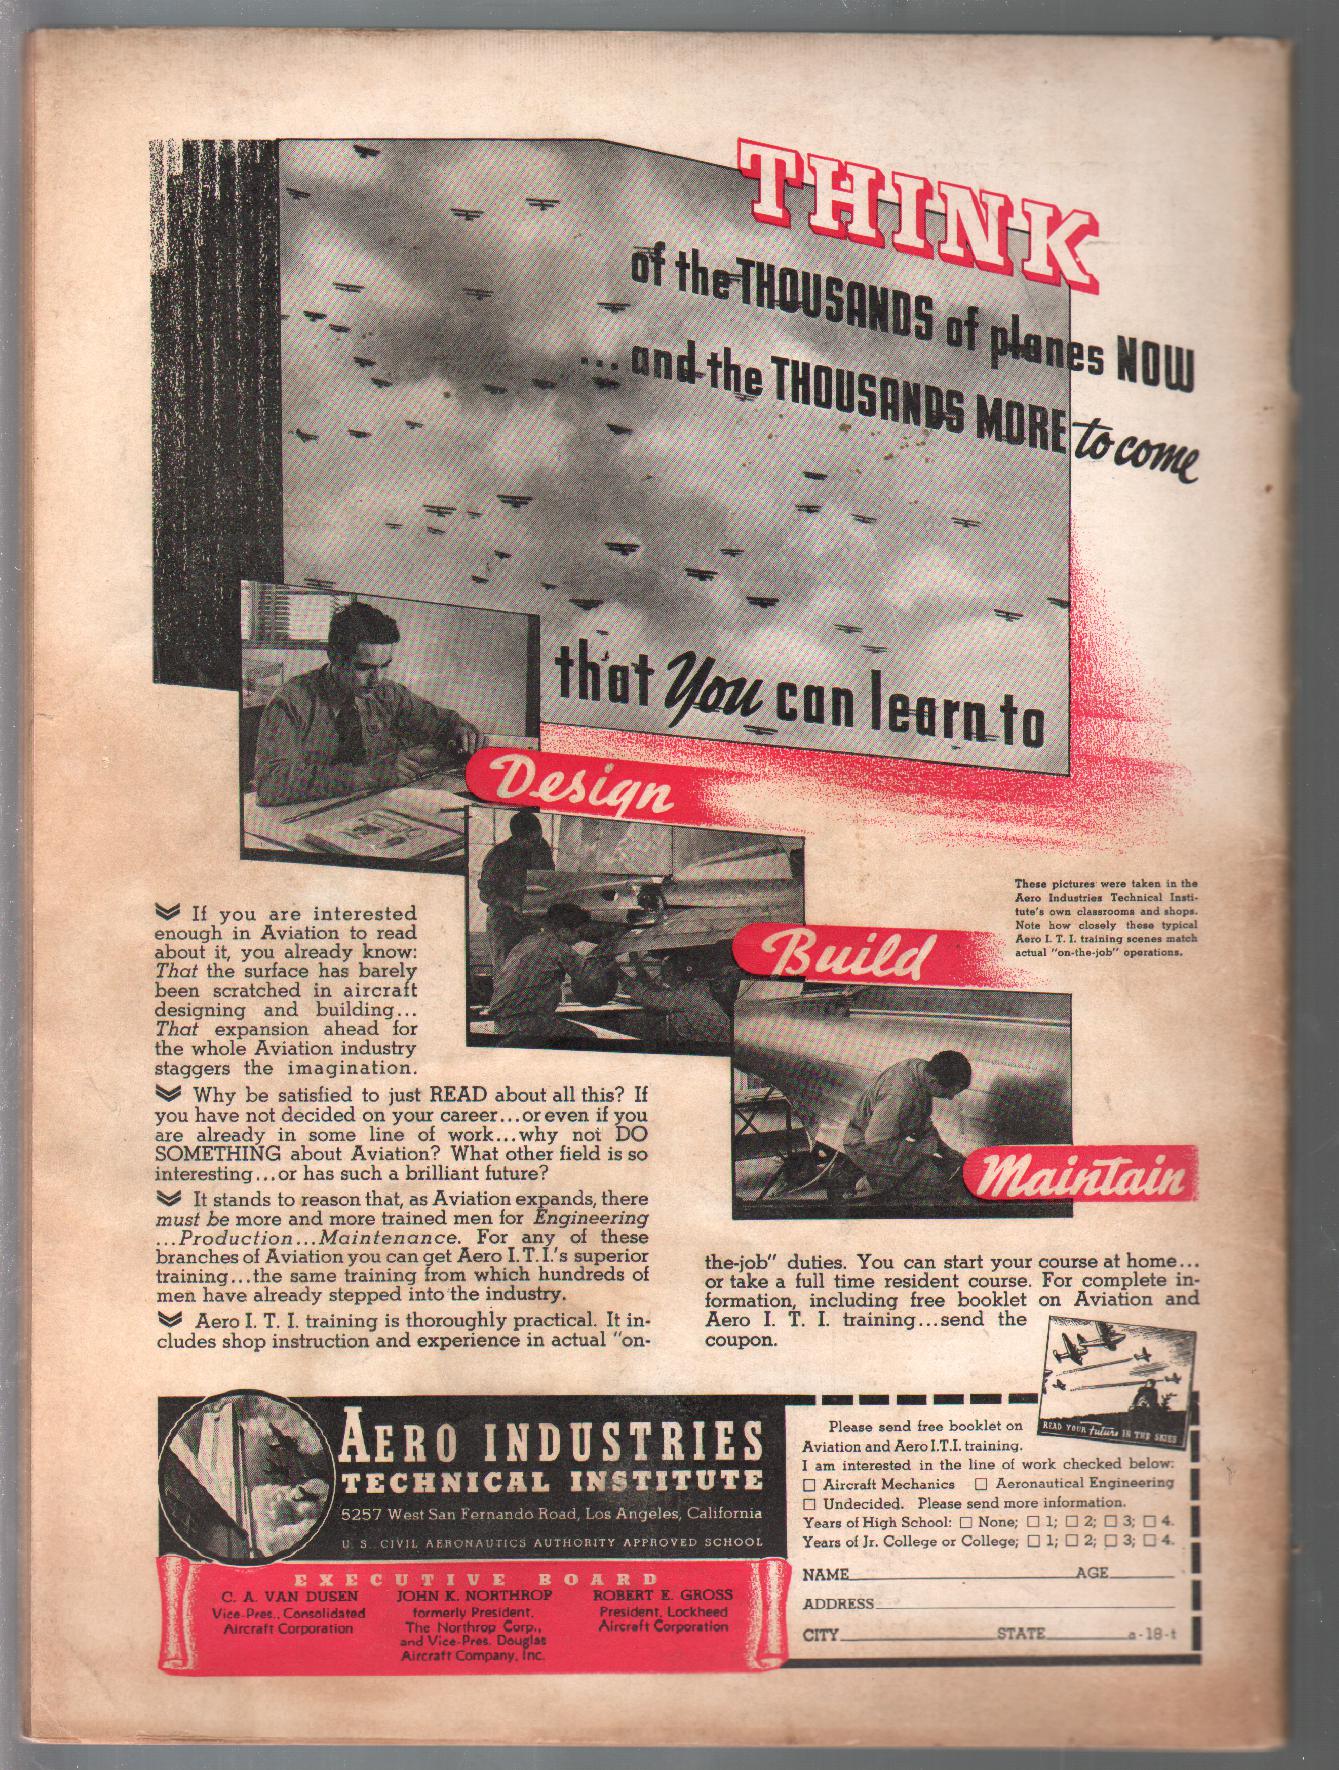 THINK
of the THOUSANDS of planes NOW
... and the THOUSANDS MORE to come
that You can learn to
Design
Build
Maintain
These pictures were taken in the
Aero Industries Technical Insti-
tute's own classrooms and shops.
Note how closely these typical
Aero I. T. I. training scenes match
actual "on-the-job" operations.
If you are interested
enough in Aviation to read
about it, you already know:
That the surface has barely
been scratched in aircraft
designing and building...
That expansion ahead for
the whole Aviation industry
staggers the imagination.
Why be satisfied to just READ about all this? If
you have not decided on your career...or even if you
are already in some line of work...why not DO
SOMETHING about Aviation? What other field is so
interesting...or has such a brilliant future?
It stands to reason that, as Aviation expands, there
must be more and more trained men for Engineering
...Production...Maintenance. For any of these
branches of Aviation you can get Aero I.T.I.'s superior
training...the same training from which hundreds of
men have already stepped into the industry.
Aero I. T. I. training is thoroughly practical. It in-
cludes shop instruction and experience in actual "on-
the-job" duties. You can start your course at home...
or take a full time resident course. For complete in-
formation, including free booklet on Aviation and
Aero I. T. I. training...send the
coupon.
READ YOUR Future IN THE SKIES
AERO INDUSTRIES
TECHNICAL INSTITUTE
5257 West San Fernando Road, Los Angeles, California
U. S. CIVIL AERONAUTICS AUTHORITY APPROVED SCHOOL
EXECUTIVE BOARD
C. A. VAN DUSEN
Vice-Pres., Consolidated
Aircraft Corporation
JOHN K. NORTHROP
formerly President,
The Northrop Corp.,
and Vice-Pres. Douglas
Aircraft Company, Inc.
ROBERT E. GROSS
President, Lockheed
Aircraft Corporation
Please send free booklet on
Aviation and Aero I.T.I. training.
I am interested in the line of work checked below:
☐ Aircraft Mechanics ☐ Aeronautical Engineering
☐ Undecided. Please send more information.
Years of High School: ☐ None; ☐ 1; ☐ 2; ☐ 3; ☐ 4.
Years of Jr. College or College; ☐ 1; ☐ 2; ☐ 3; ☐ 4.
NAME AGE
ADDRESS
CITY STATE a-18-t